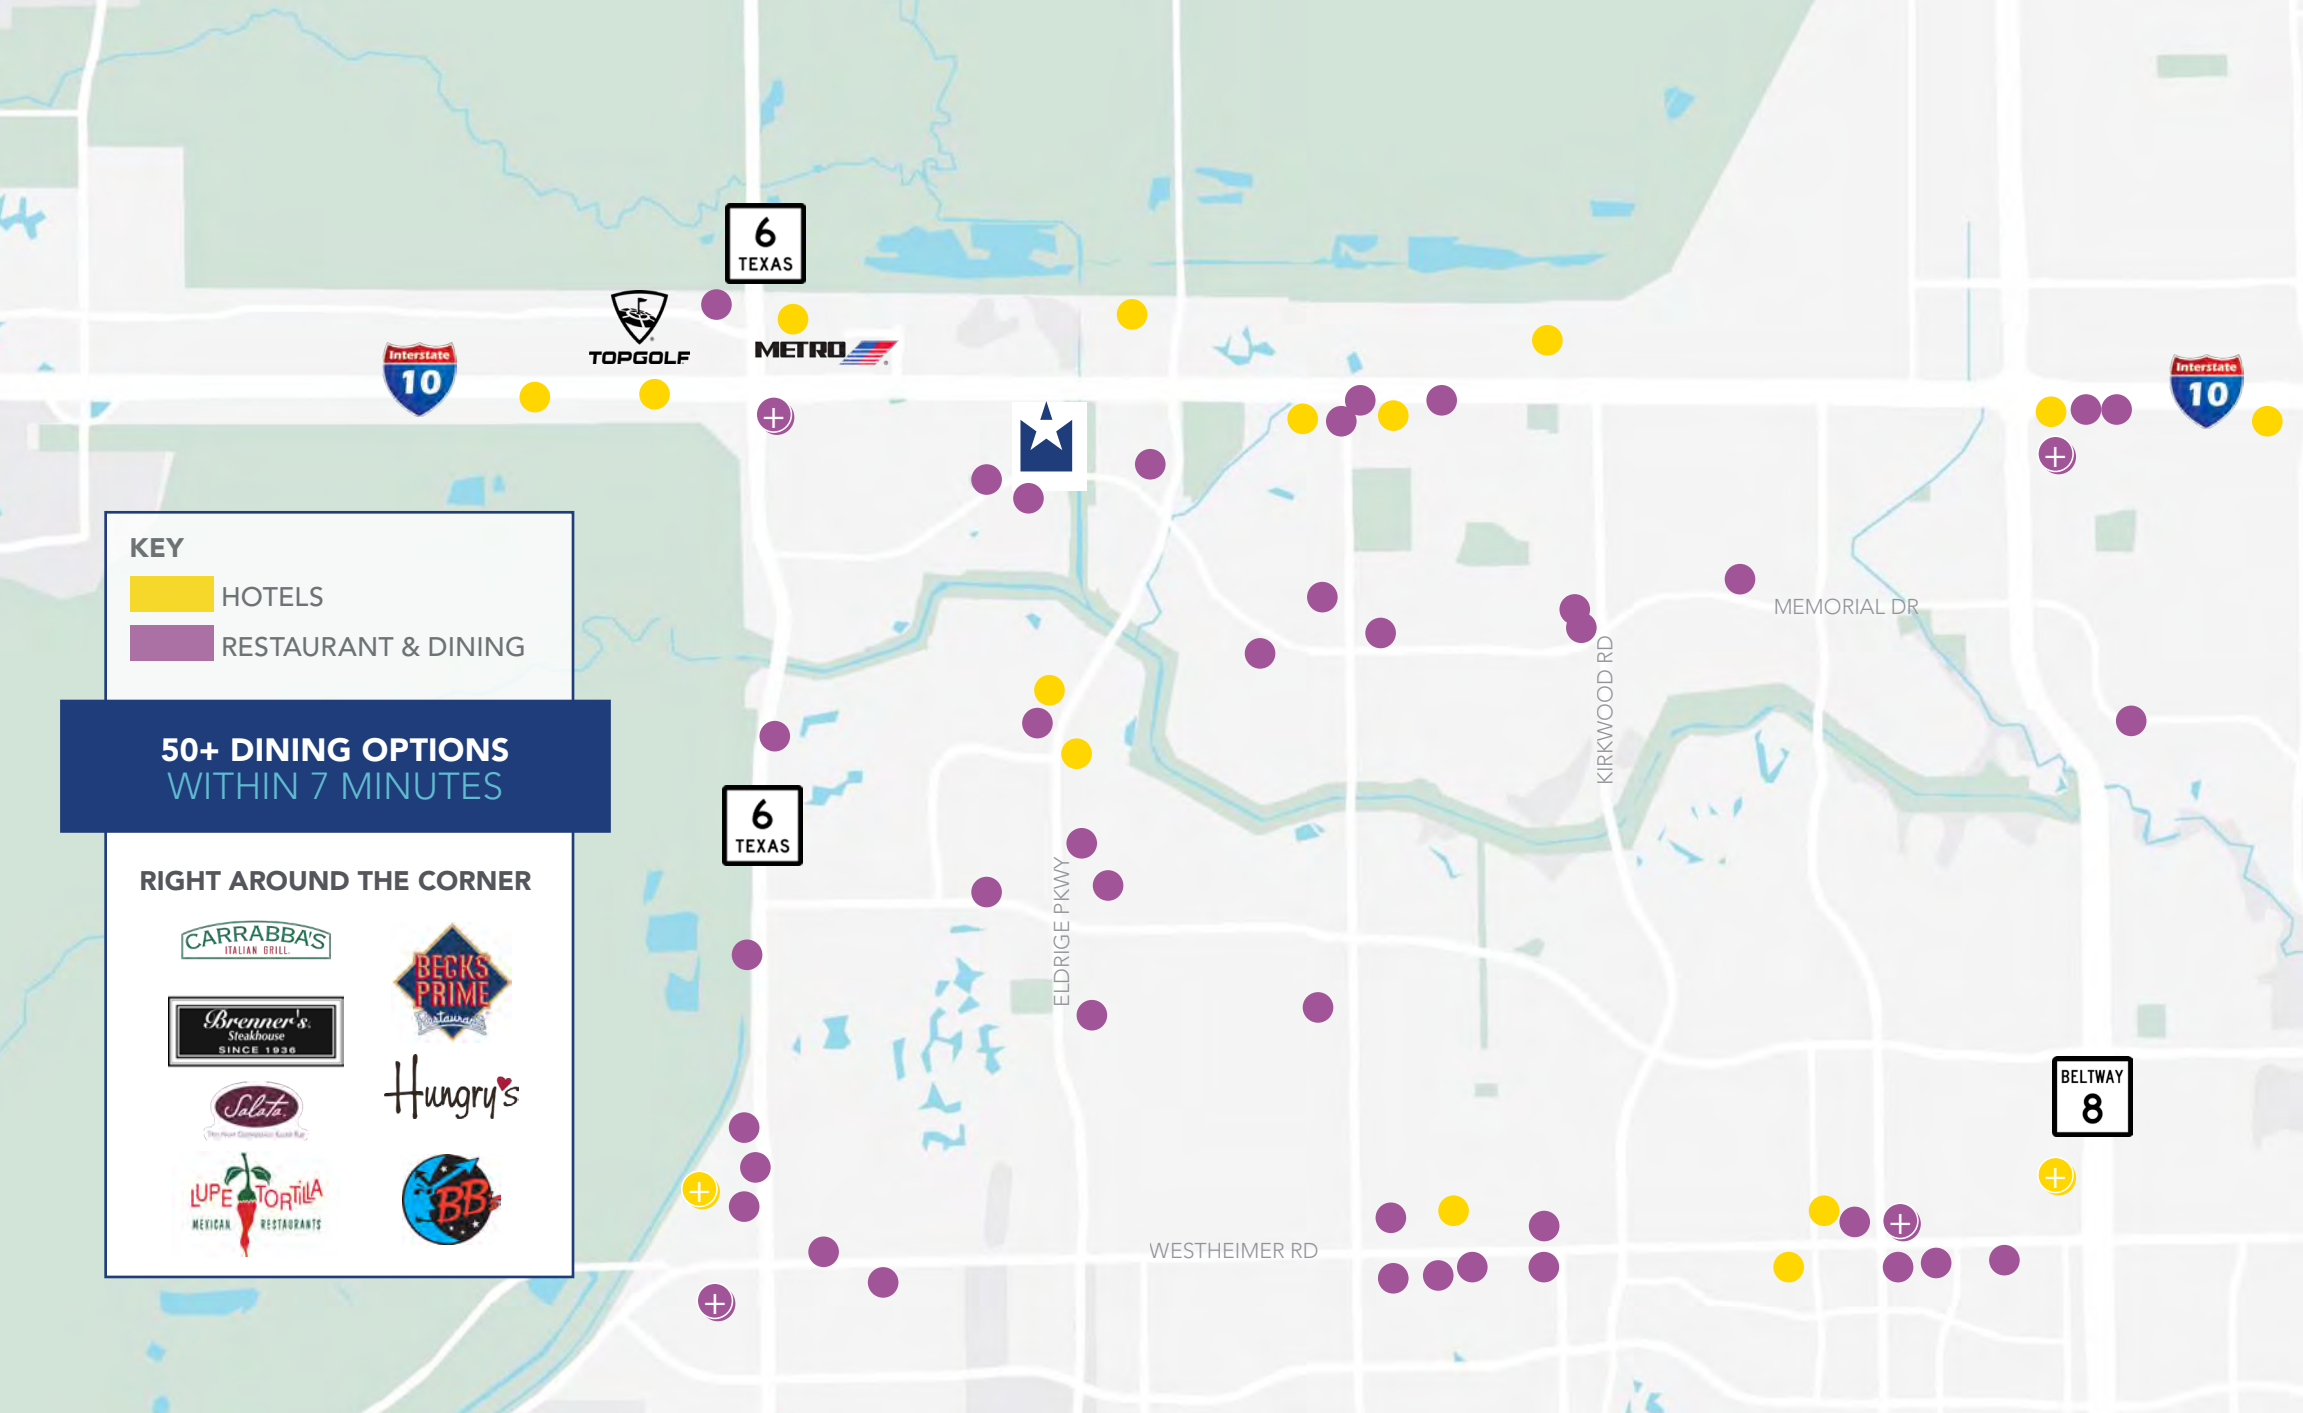 6
TEXAS
TOPGOLF
METRO
Interstate
10
Interstate
10
KEY
HOTELS
RESTAURANT & DINING
50+ DINING OPTIONS
WITHIN 7 MINUTES
RIGHT AROUND THE CORNER
CARRABBA'S
ITALIAN GRILL
BECKS
PRIME
Restaurant
Brenner's
Steakhouse
SINCE 1936
Hungry's
Salata
LUPE TORTILLA
MEXICAN RESTAURANTS
BB's
6
TEXAS
MEMORIAL DR
KIRKWOOD RD
ELDRIGE PKWY
WESTHEIMER RD
BELTWAY
8